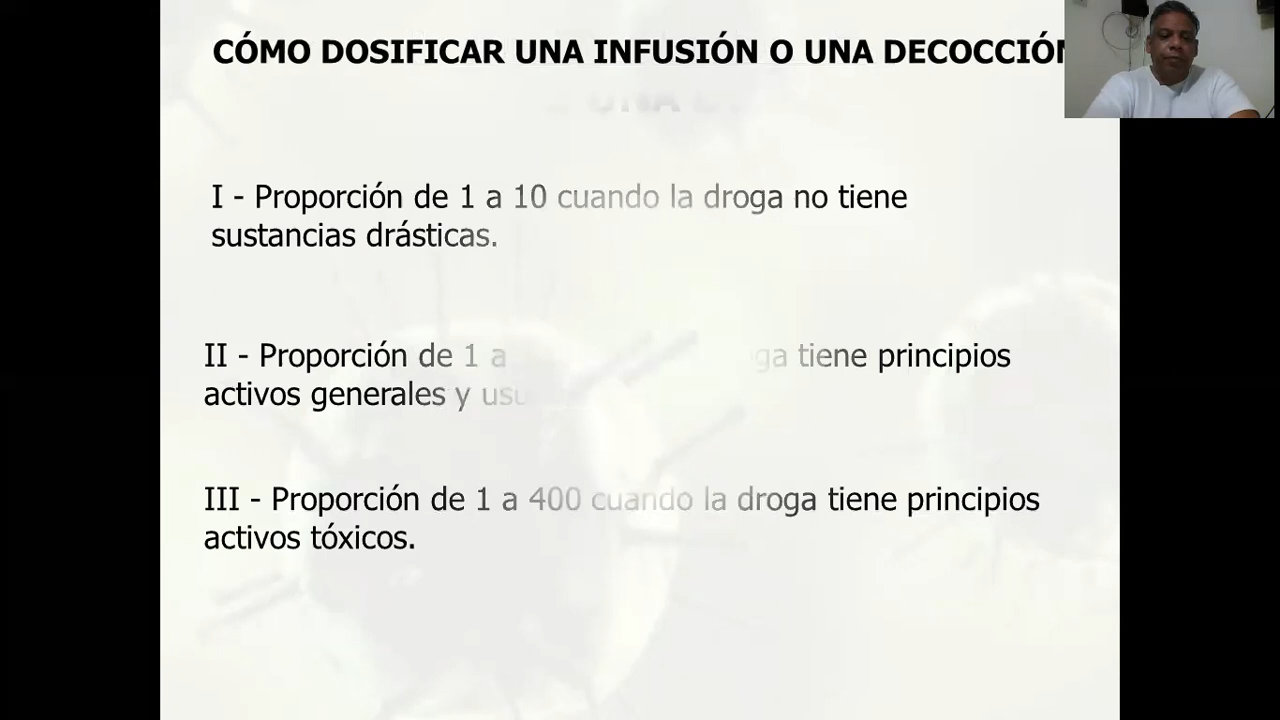 CÓMO DOSIFICAR UNA INFUSIÓN O UNA DECOCCIÓN
I - Proporción de 1 a 10 cuando la droga no tiene
sustancias drásticas.
II - Proporción de 1 a tiene principios
activos generales y
III - Proporción de 1 a 400 cuando la droga tiene principios
activos tóxicos.